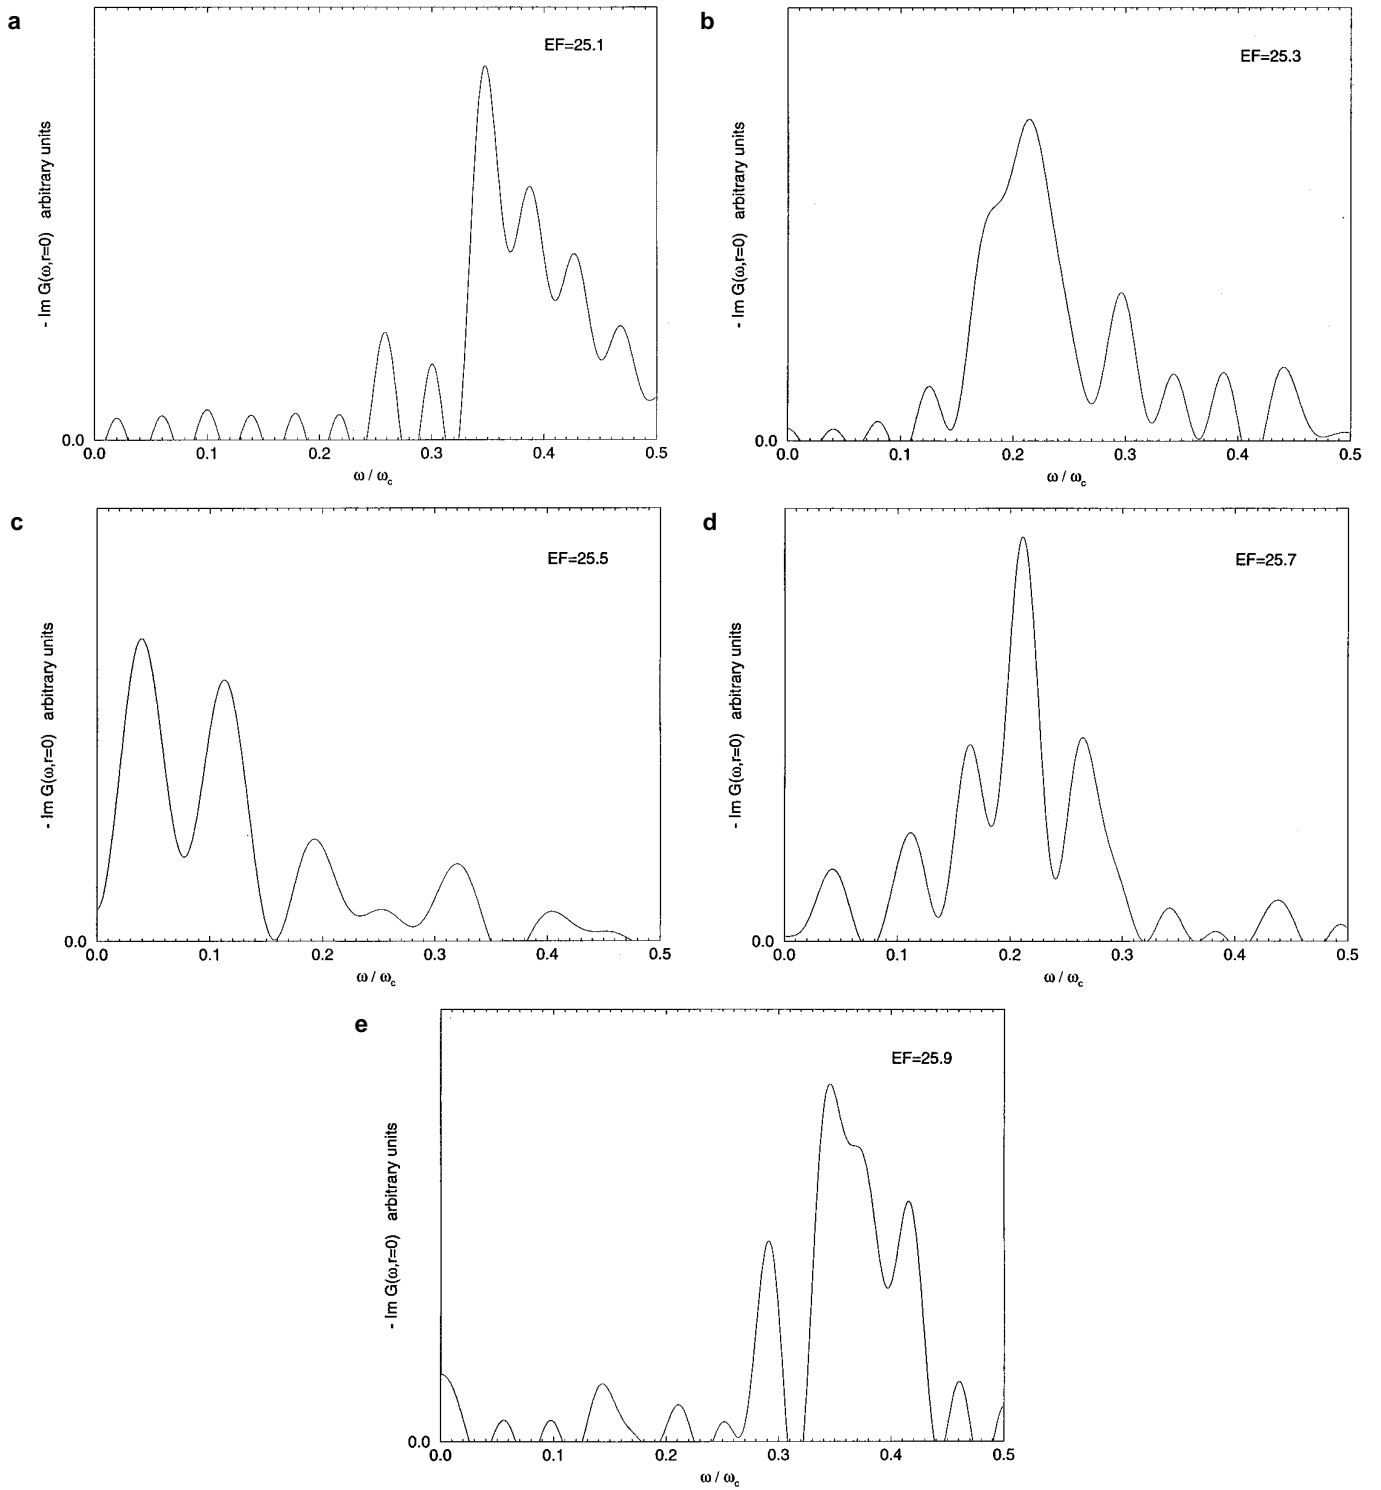 a
EF=25.1
- Im G(ω,r=0) arbitrary units
0.0
0.0 0.1 0.2 0.3 0.4 0.5
ω / ωc
b
EF=25.3
- Im G(ω,r=0) arbitrary units
0.0
0.0 0.1 0.2 0.3 0.4 0.5
ω / ωc
c
EF=25.5
- Im G(ω,r=0) arbitrary units
0.0
0.0 0.1 0.2 0.3 0.4 0.5
ω / ωc
d
EF=25.7
- Im G(ω,r=0) arbitrary units
0.0
0.0 0.1 0.2 0.3 0.4 0.5
ω / ωc
e
EF=25.9
- Im G(ω,r=0) arbitrary units
0.0
0.0 0.1 0.2 0.3 0.4 0.5
ω / ωc